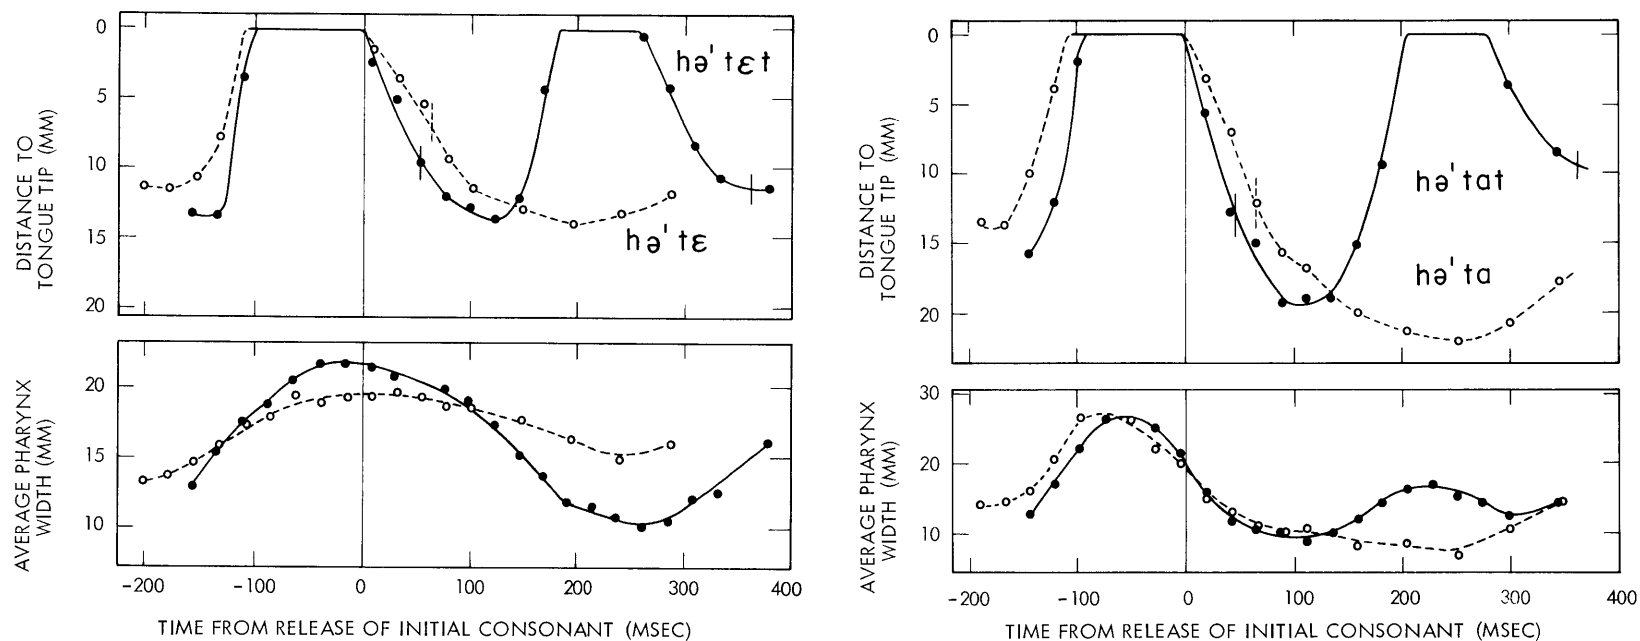 0
5
10
15
20
DISTANCE TO
TONGUE TIP (MM)
hə'tɛt
hə'tɛ
20
15
10
AVERAGE PHARYNX
WIDTH (MM)
-200 -100 0 100 200 300 400
TIME FROM RELEASE OF INITIAL CONSONANT (MSEC)
0
5
10
15
20
DISTANCE TO
TONGUE TIP (MM)
hə'tat
hə'ta
30
20
10
AVERAGE PHARYNX
WIDTH (MM)
-200 -100 0 100 200 300 400
TIME FROM RELEASE OF INITIAL CONSONANT (MSEC)